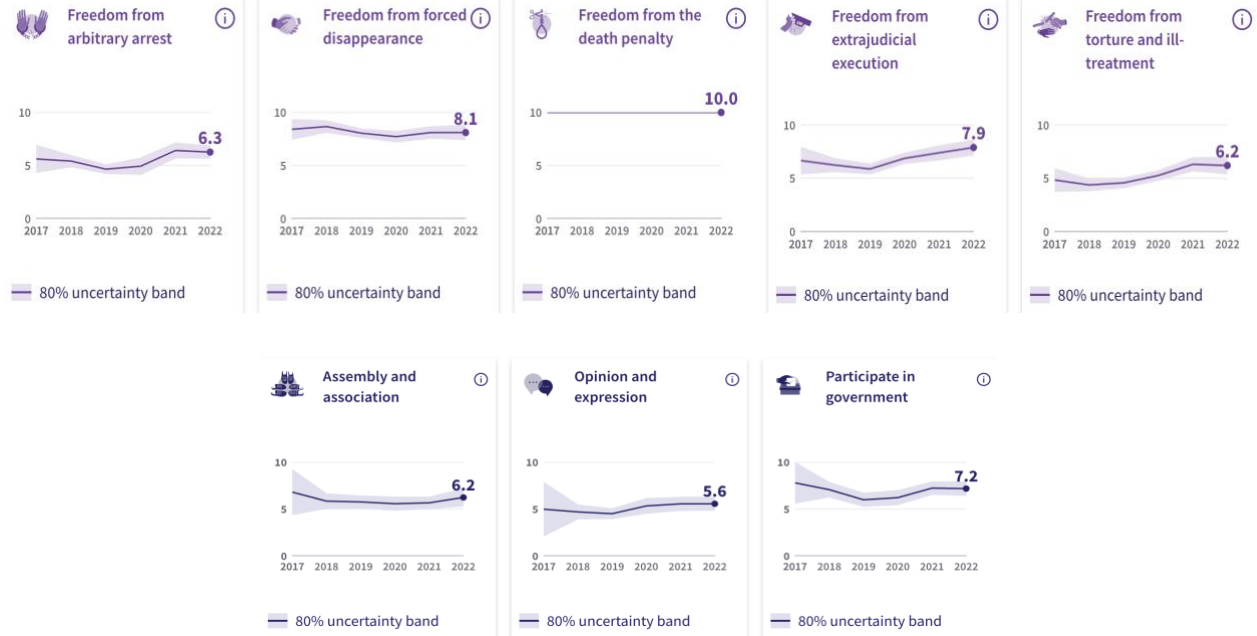 Freedom from
arbitrary arrest
10
6.3
5
0
2017 2018 2019 2020 2021 2022
80% uncertainty band
Freedom from forced
disappearance
10
8.1
5
0
2017 2018 2019 2020 2021 2022
80% uncertainty band
Freedom from the
death penalty
10.0
10
5
0
2017 2018 2019 2020 2021 2022
80% uncertainty band
Freedom from
extrajudicial
execution
10
7.9
5
0
2017 2018 2019 2020 2021 2022
80% uncertainty band
Freedom from
torture and ill-
treatment
10
6.2
5
0
2017 2018 2019 2020 2021 2022
80% uncertainty band
Assembly and
association
10
6.2
5
0
2017 2018 2019 2020 2021 2022
80% uncertainty band
Opinion and
expression
10
5.6
5
0
2017 2018 2019 2020 2021 2022
80% uncertainty band
Participate in
government
10
7.2
5
0
2017 2018 2019 2020 2021 2022
80% uncertainty band